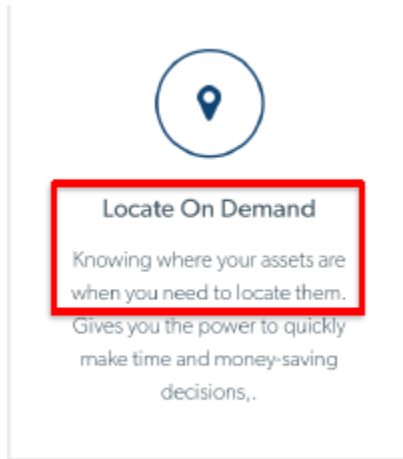 Locate On Demand
Knowing where your assets are
when you need to locate them.
Gives you the power to quickly
make time and money-saving
decisions,.